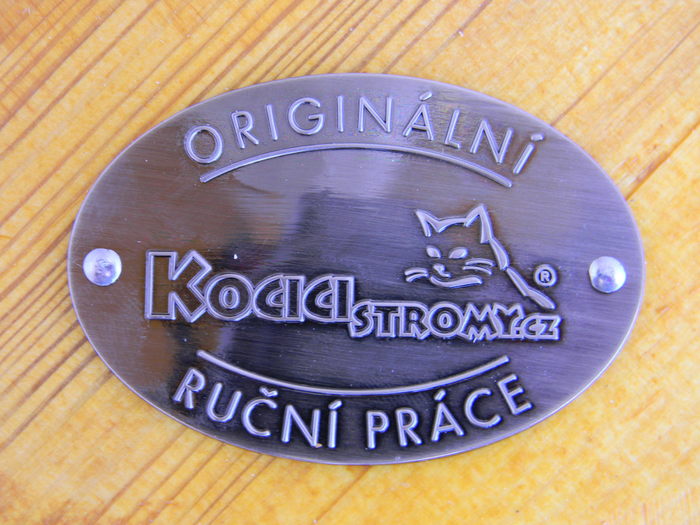 ORIGINÁLNÍ
KOCICI
STROMY.CZ ®
RUČNÍ PRÁCE